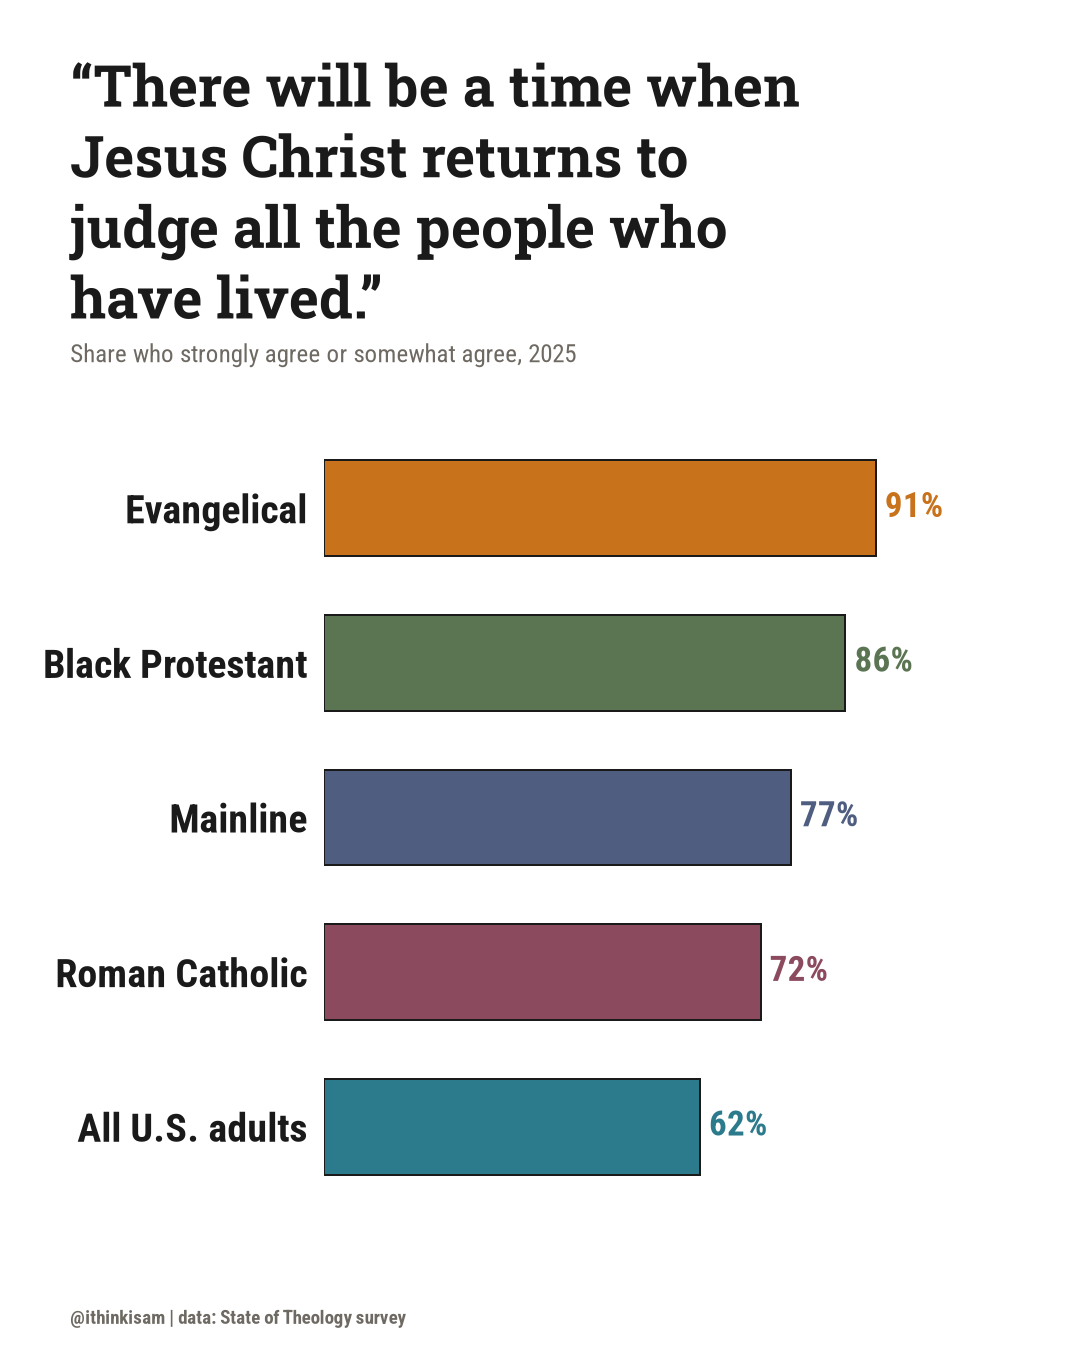 “There will be a time when
Jesus Christ returns to
judge all the people who
have lived.”
Share who strongly agree or somewhat agree, 2025
Evangelical 91%
Black Protestant 86%
Mainline 77%
Roman Catholic 72%
All U.S. adults 62%
@ithinkisam | data: State of Theology survey